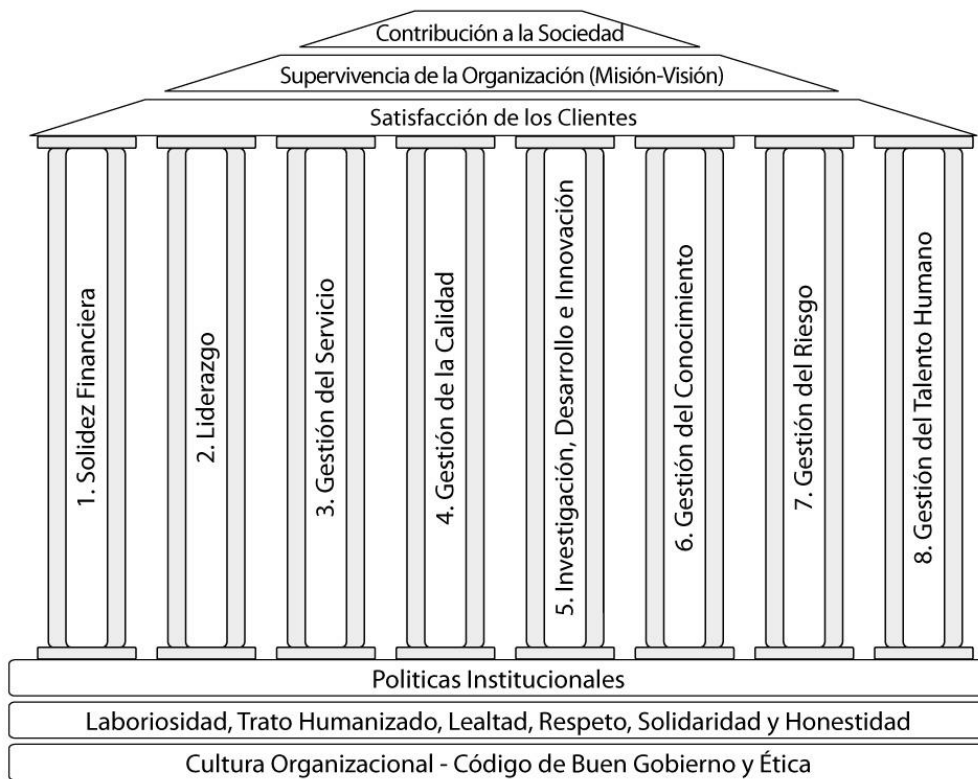 Contribución a la Sociedad
Supervivencia de la Organización (Misión-Visión)
Satisfacción de los Clientes
1. Solidez Financiera
2. Liderazgo
3. Gestión del Servicio
4. Gestión de la Calidad
5. Investigación, Desarrollo e Innovación
6. Gestión del Conocimiento
7. Gestión del Riesgo
8. Gestión del Talento Humano
Politicas Institucionales
Laboriosidad, Trato Humanizado, Lealtad, Respeto, Solidaridad y Honestidad
Cultura Organizacional - Código de Buen Gobierno y Ética